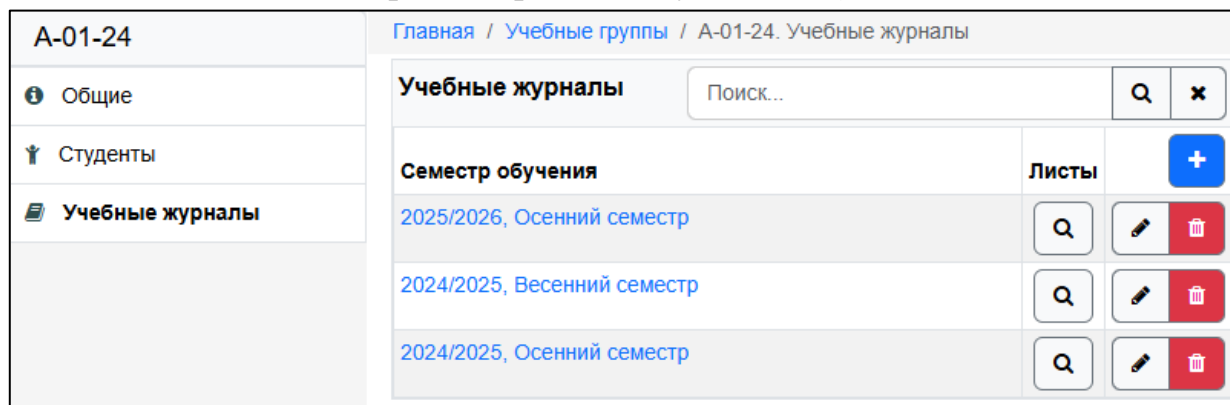 А-01-24
Общие
Студенты
Учебные журналы
Главная / Учебные группы / А-01-24. Учебные журналы
Учебные журналы
Поиск...
Семестр обучения Листы
2025/2026, Осенний семестр
2024/2025, Весенний семестр
2024/2025, Осенний семестр